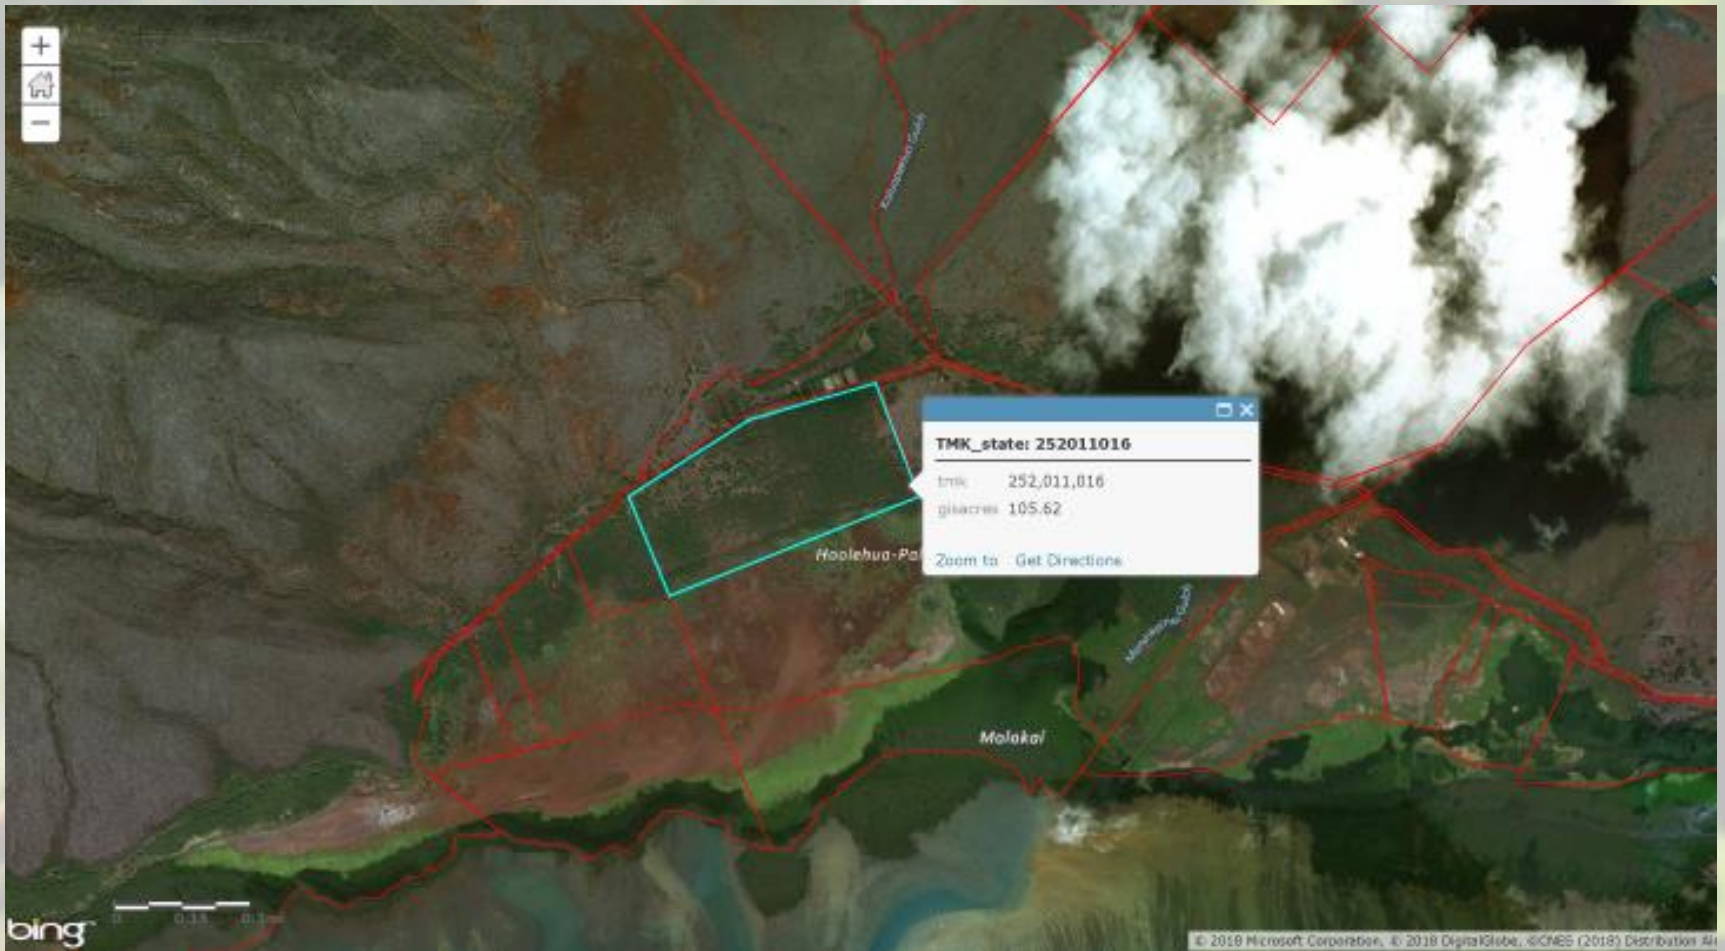 +
−
Hoolehua-Pal
TMK_state: 252011016
tmk 252,011,016
gisacres 105.62
Zoom to Get Directions
Molokai
bing
© 2018 Microsoft Corporation, © 2018 DigitalGlobe, ©CNES (2018) Distribution Air